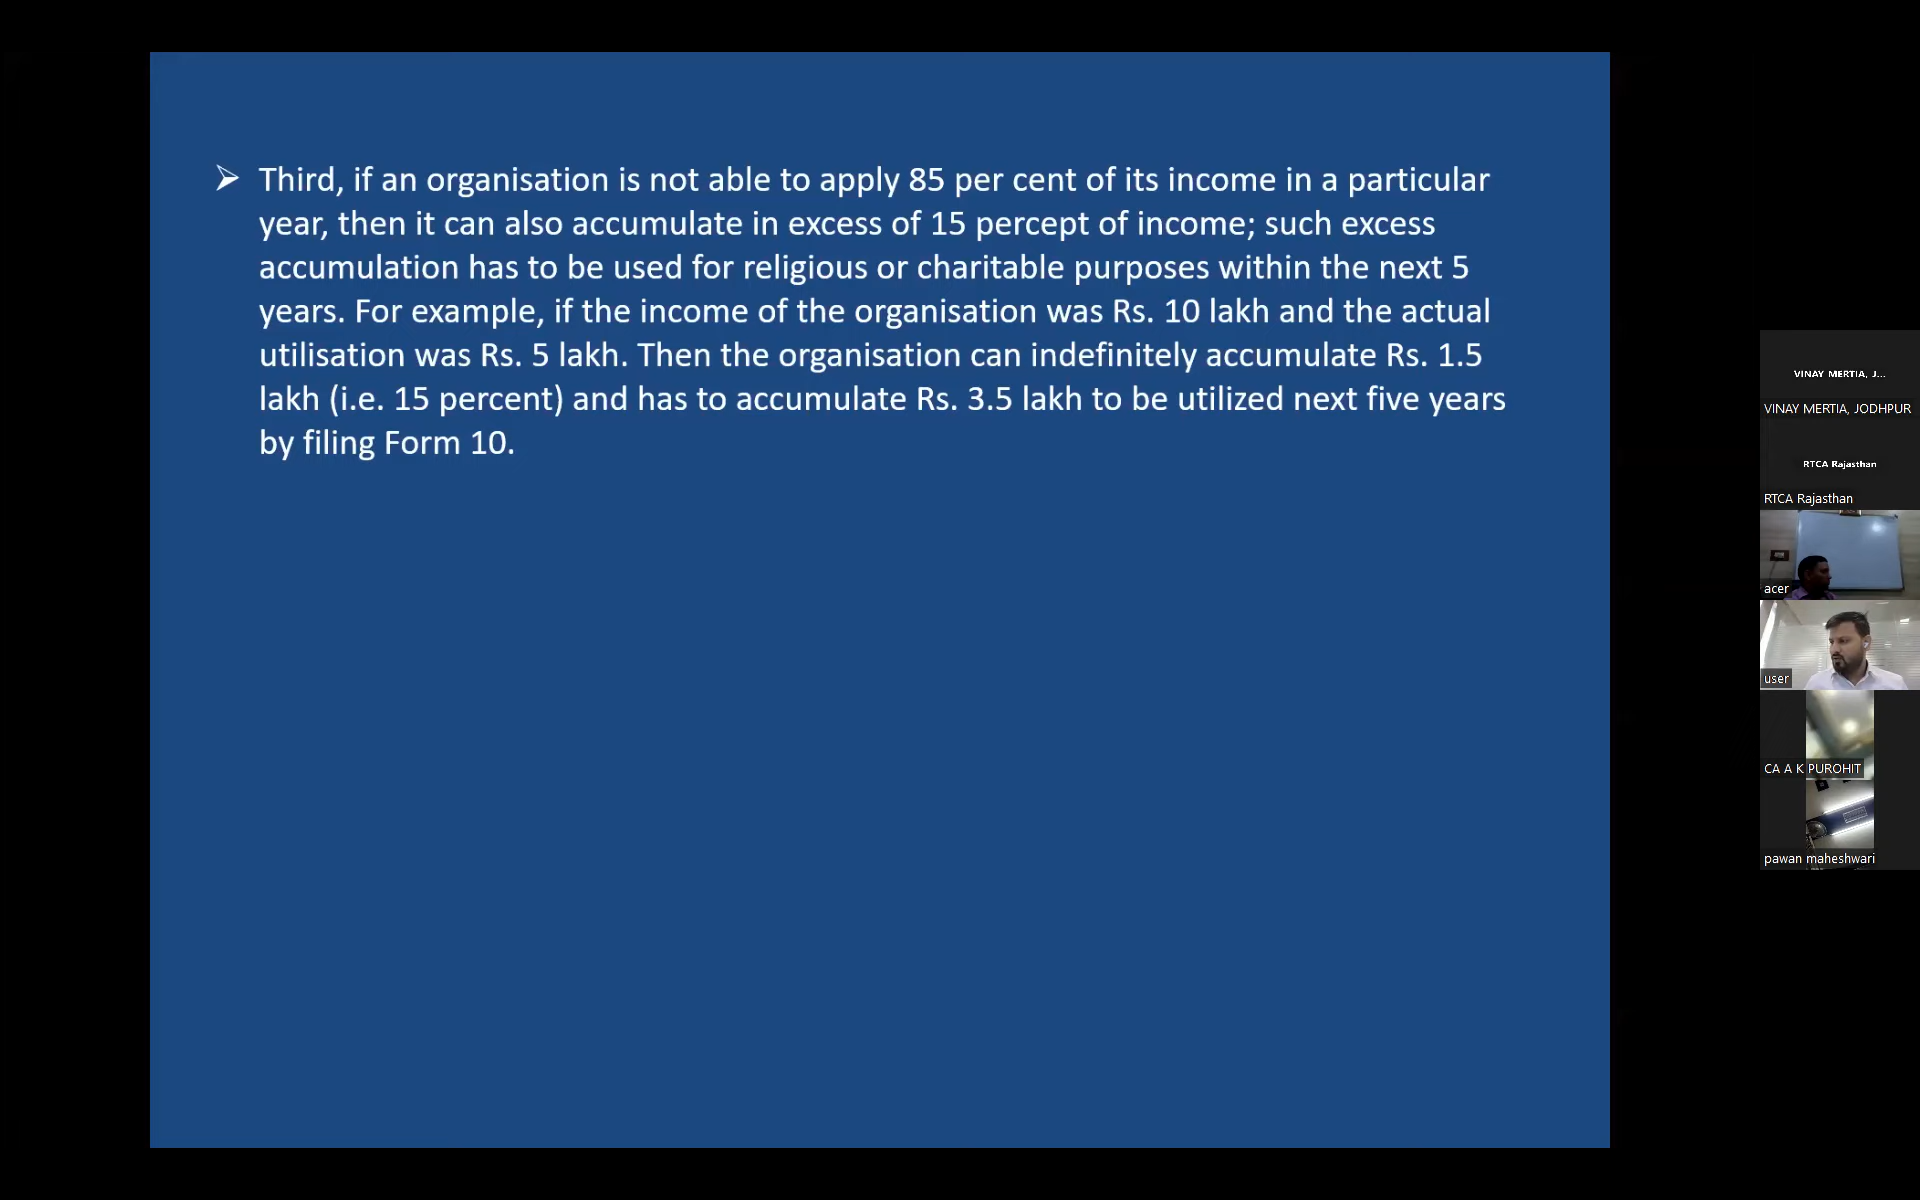 Third, if an organisation is not able to apply 85 per cent of its income in a particular
year, then it can also accumulate in excess of 15 percept of income; such excess
accumulation has to be used for religious or charitable purposes within the next 5
years. For example, if the income of the organisation was Rs. 10 lakh and the actual
utilisation was Rs. 5 lakh. Then the organisation can indefinitely accumulate Rs. 1.5
lakh (i.e. 15 percent) and has to accumulate Rs. 3.5 lakh to be utilized next five years
by filing Form 10.
VINAY MERTIA, J...
VINAY MERTIA, JODHPUR
RTCA Rajasthan
RTCA Rajasthan
acer
user
CA A K PUROHIT
pawan maheshwari